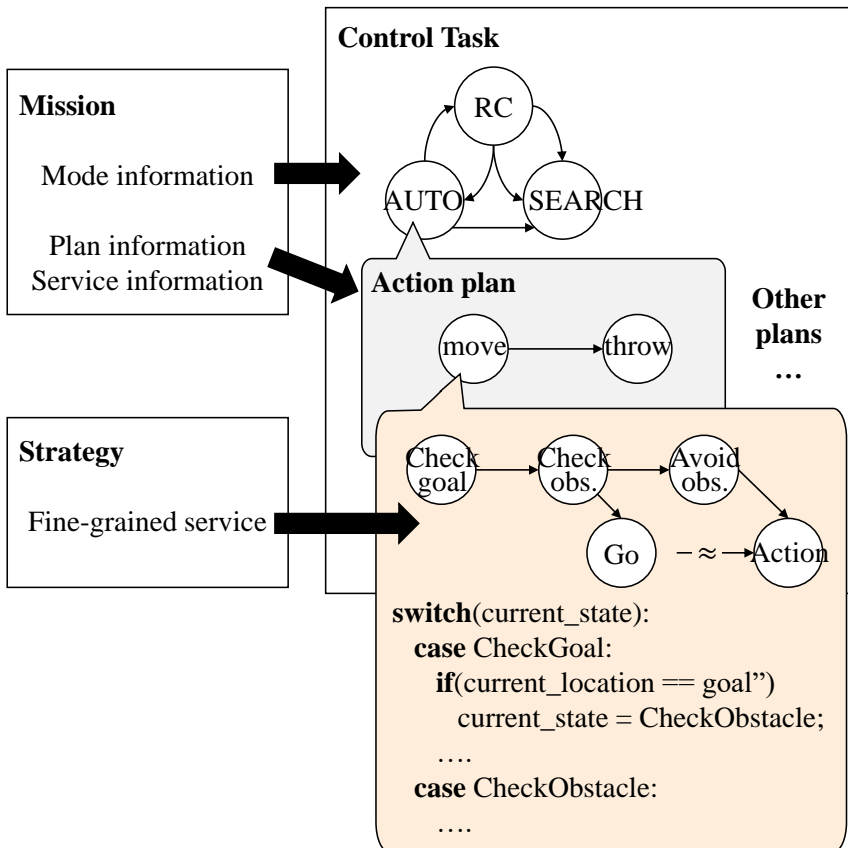 Control Task
RC
AUTO
SEARCH
Mission
Mode information
Plan information
Service information
Action plan
move
throw
Other
plans
…
Strategy
Fine-grained service
Check
goal
Check
obs.
Avoid
obs.
Go
– ≈
Action
switch(current_state):
case CheckGoal:
if(current_location == goal”)
current_state = CheckObstacle;
….
case CheckObstacle:
….